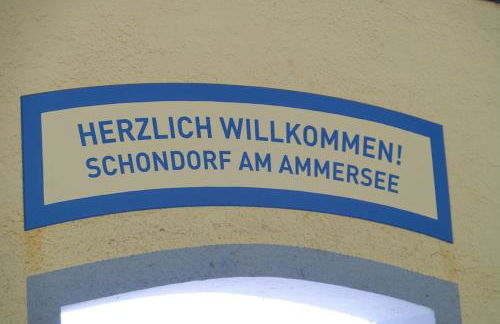 HERZLICH WILLKOMMEN!
SCHONDORF AM AMMERSEE